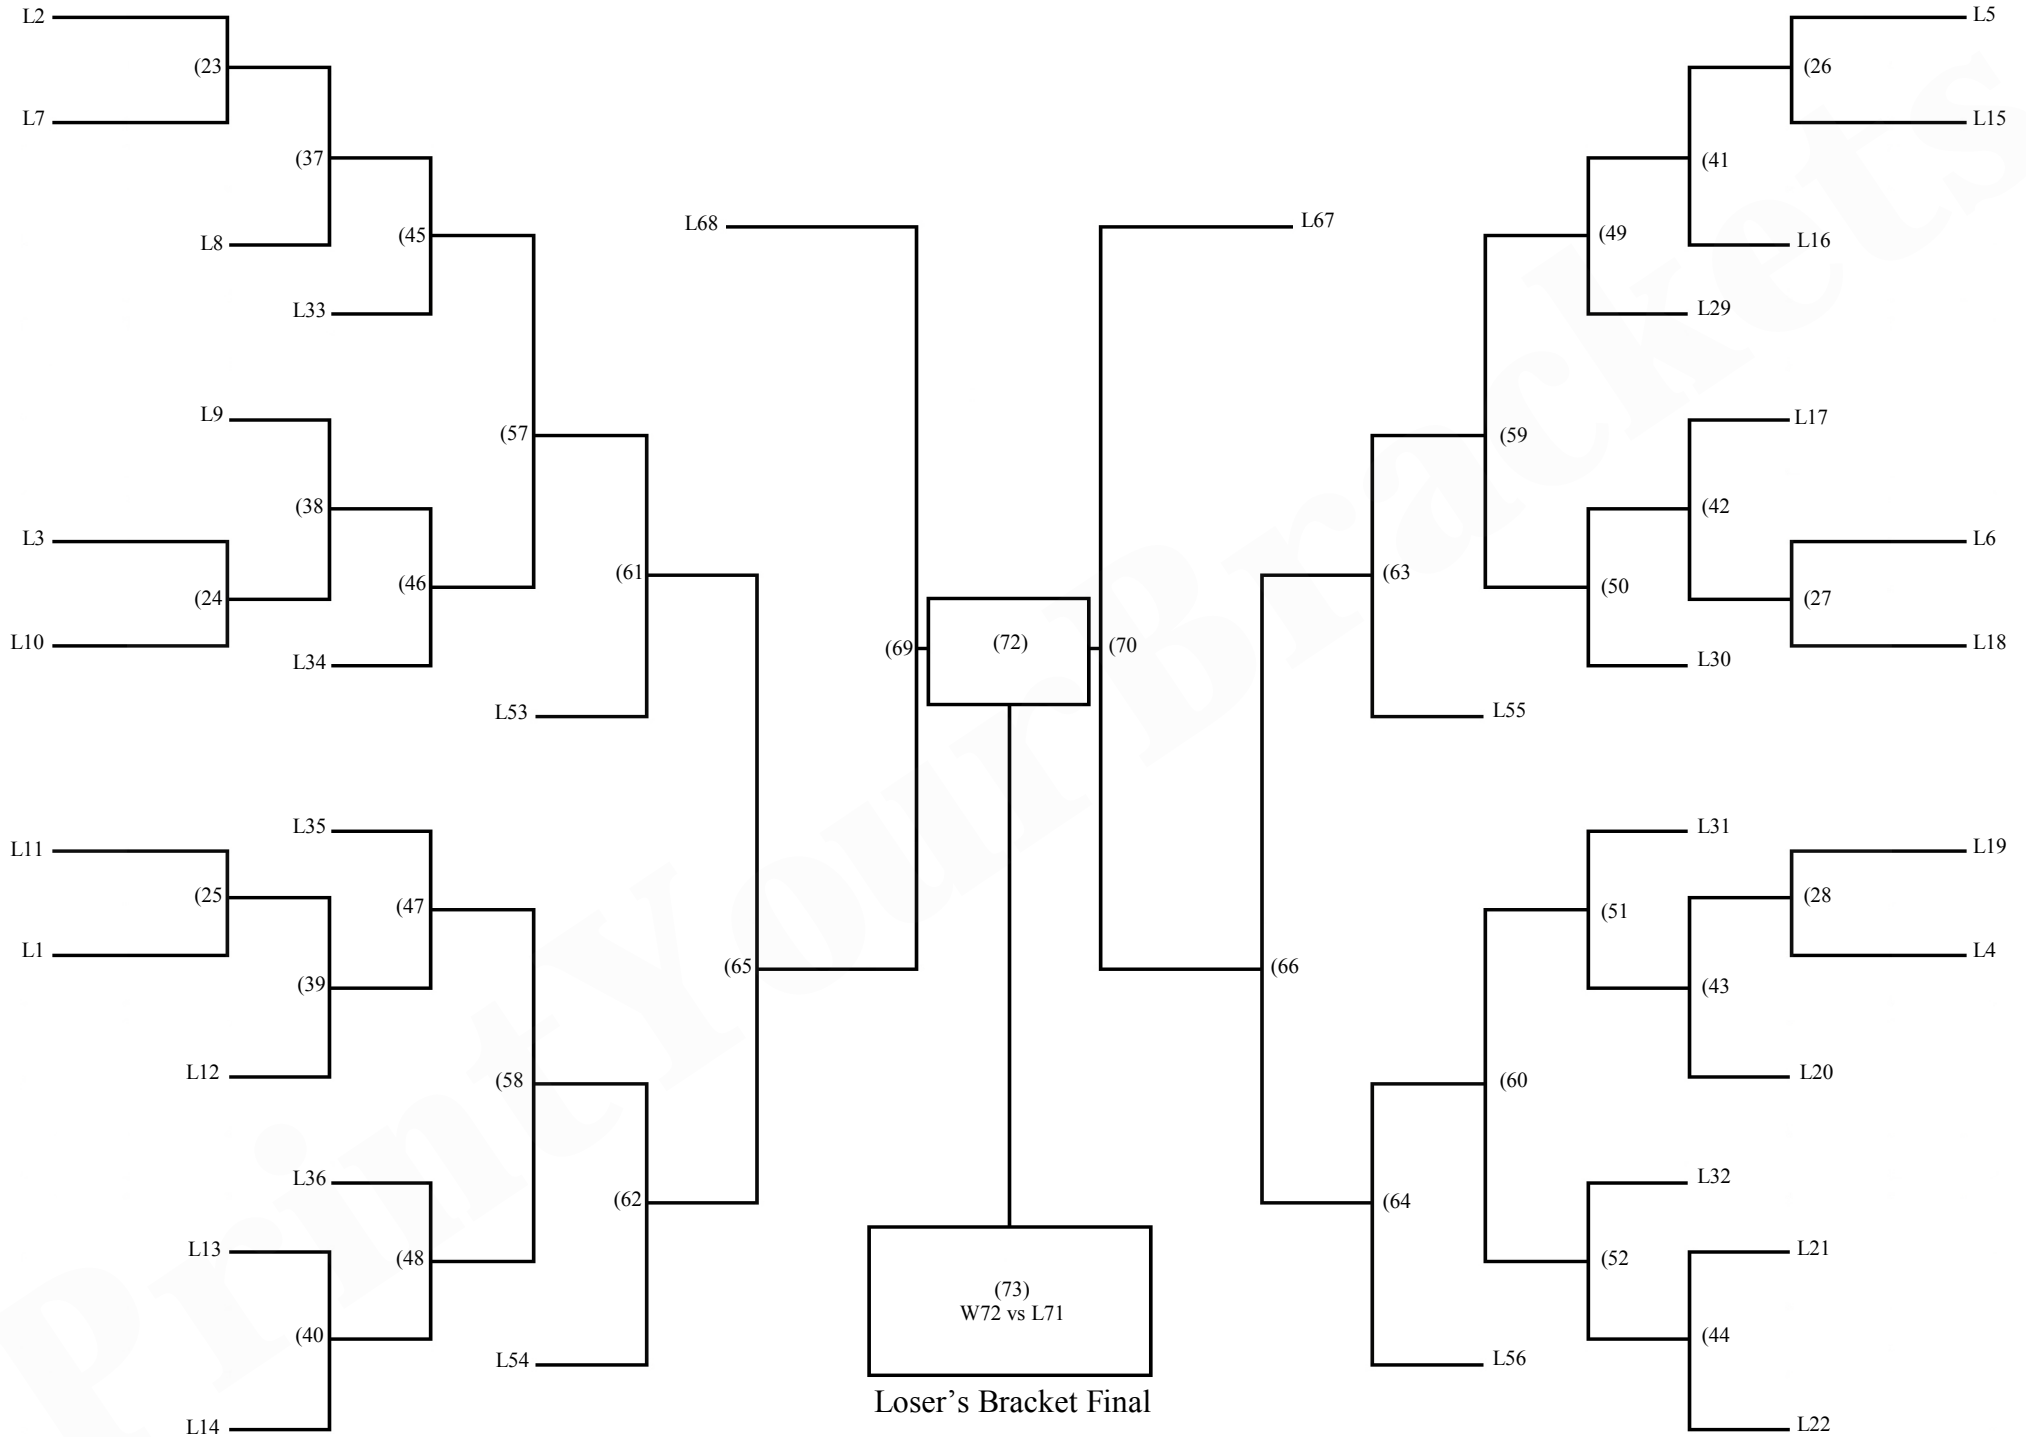 L2
L5
(23
(26
L7
L15
(37
(41
L68
L67
L8
(45
(49
L16
L33
L29
L9
L17
(57
(59
(38
(42
L3
L6
(61
(63
(24
(46
(50
(27
L10
(69
(72)
(70
L18
L34
L30
L53
L55
L35
L31
L11
L19
(25
(47
(51
(28
L1
L4
(65
(66
(39
(43
L12
L20
(58
(60
L36
L32
(62
(64
L13
L21
(48
(52
(73)
W72 vs L71
(40
(44
L54
L56
Loser’s Bracket Final
L14
L22
PrintYourBrackets